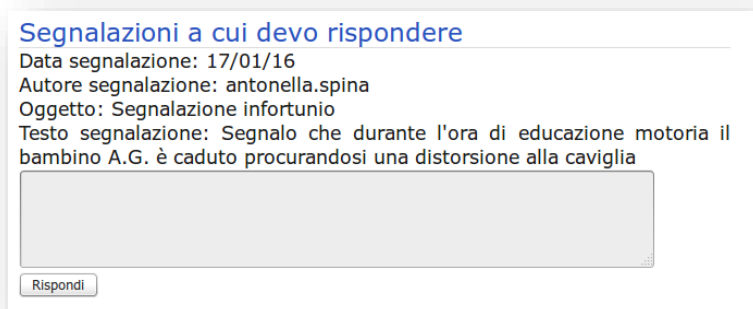 Segnalazioni a cui devo rispondere
Data segnalazione: 17/01/16
Autore segnalazione: antonella.spina
Oggetto: Segnalazione infortunio
Testo segnalazione: Segnalo che durante l'ora di educazione motoria il
bambino A.G. è caduto procurandosi una distorsione alla caviglia
Rispondi